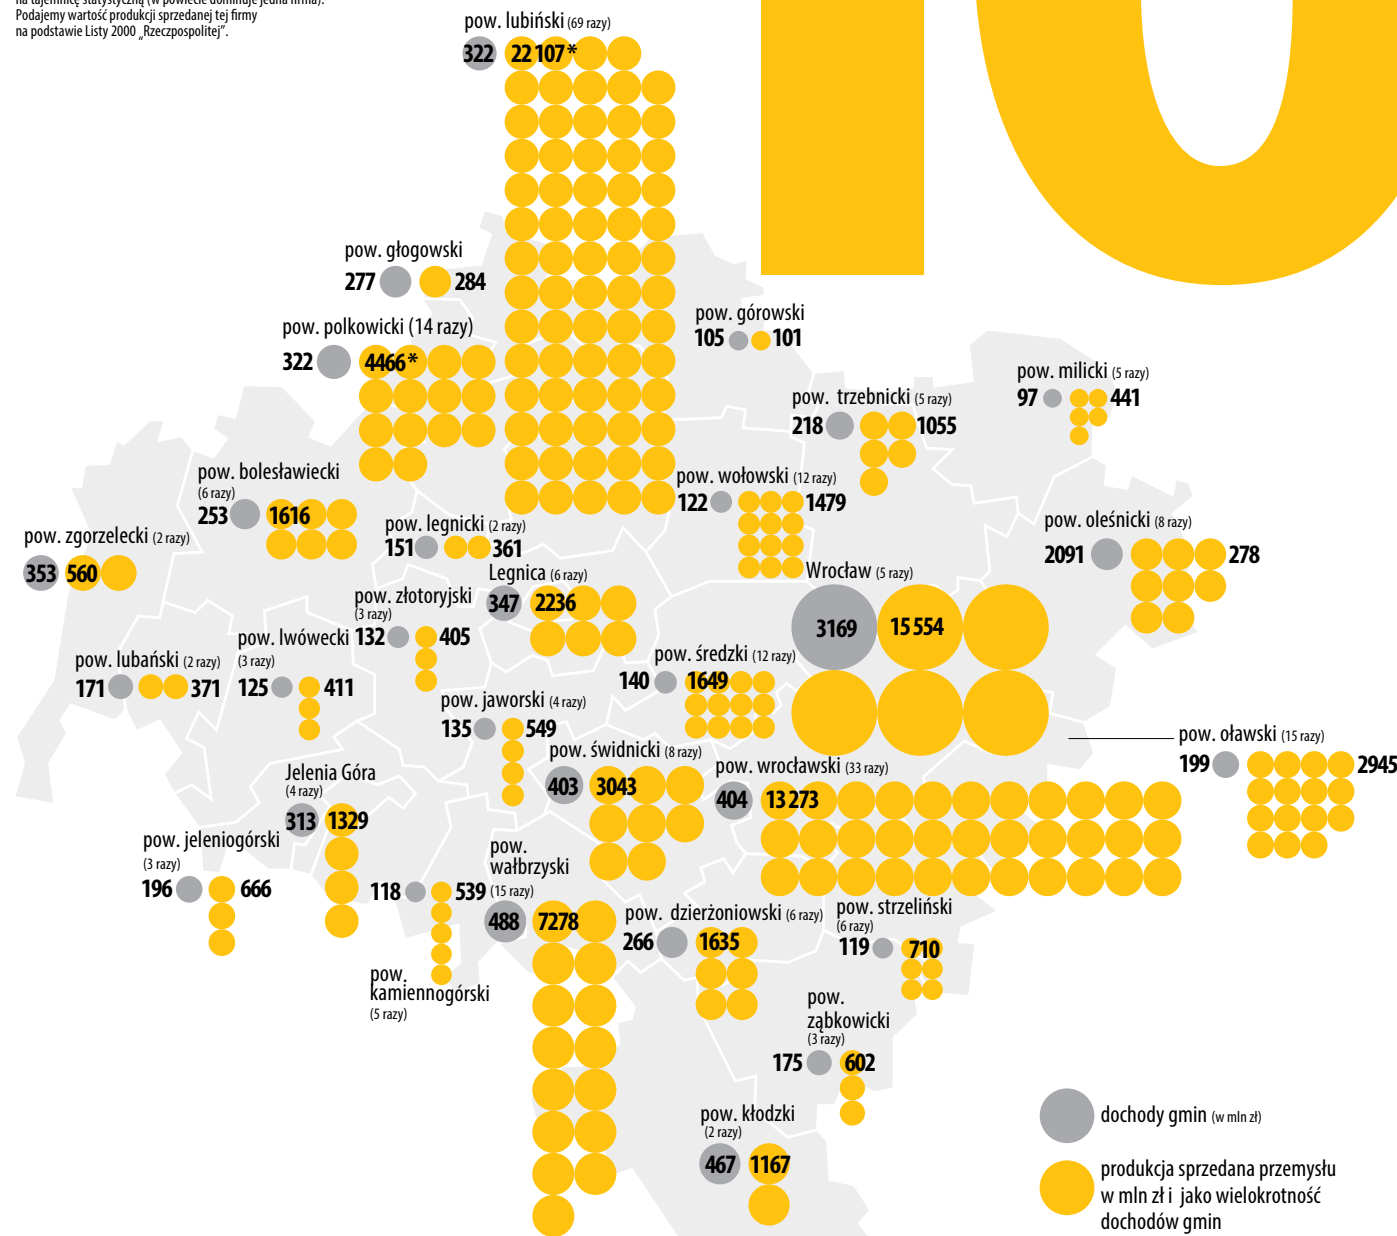 na tajemnicę statystyczną (w powiecie dominuje jedna firma).
Podajemy wartość produkcji sprzedanej tej firmy
na podstawie Listy 2000 „Rzeczpospolitej”.
pow. lubiński (69 razy)
322 22 107*
pow. głogowski
277 284
pow. polkowicki (14 razy)
322 4466*
pow. górowski
105 101
pow. milicki (5 razy)
97 441
pow. trzebnicki (5 razy)
218 1055
pow. bolesławiecki
(6 razy)
253 1616
pow. wołowski (12 razy)
122 1479
pow. legnicki (2 razy)
151 361
pow. oleśnicki (8 razy)
2091 278
pow. zgorzelecki (2 razy)
353 560
Legnica (6 razy)
347 2236
Wrocław (5 razy)
3169 15 554
pow. złotoryjski
(3 razy)
132 405
pow. lwówecki
(3 razy)
125 411
pow. lubański (2 razy)
171 371
pow. średzki (12 razy)
140 1649
pow. jaworski (4 razy)
135 549
pow. oławski (15 razy)
199 2945
pow. świdnicki (8 razy)
403 3043
pow. wrocławski (33 razy)
404 13 273
Jelenia Góra
(4 razy)
313 1329
pow. jeleniogórski
(3 razy)
196 666
118 539
pow.
kamiennogórski
(5 razy)
pow.
wałbrzyski
(15 razy)
488 7278
pow. dzierżoniowski (6 razy)
266 1635
pow. strzeliński
(6 razy)
119 710
pow.
ząbkowicki
(3 razy)
175 602
pow. kłodzki
(2 razy)
467 1167
dochody gmin (w mln zł)
produkcja sprzedana przemysłu
w mln zł i jako wielokrotność
dochodów gmin